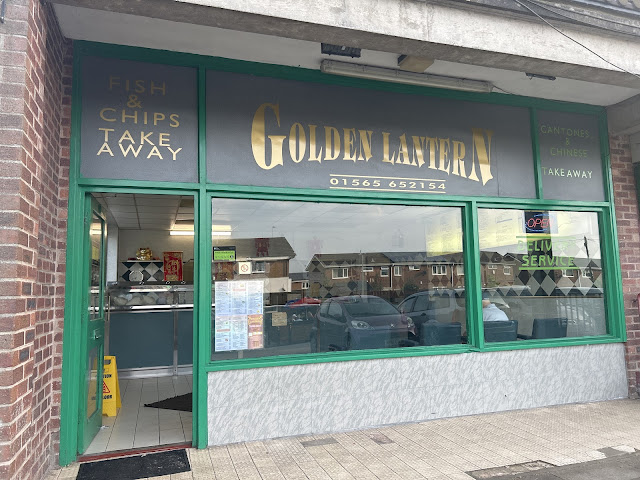 FISH
&
CHIPS
TAKE
AWAY
GOLDEN LANTERN
01565 652154
CANTONESE
&
CHINESE
TAKEAWAY
OPEN
DELIVERY
SERVICE